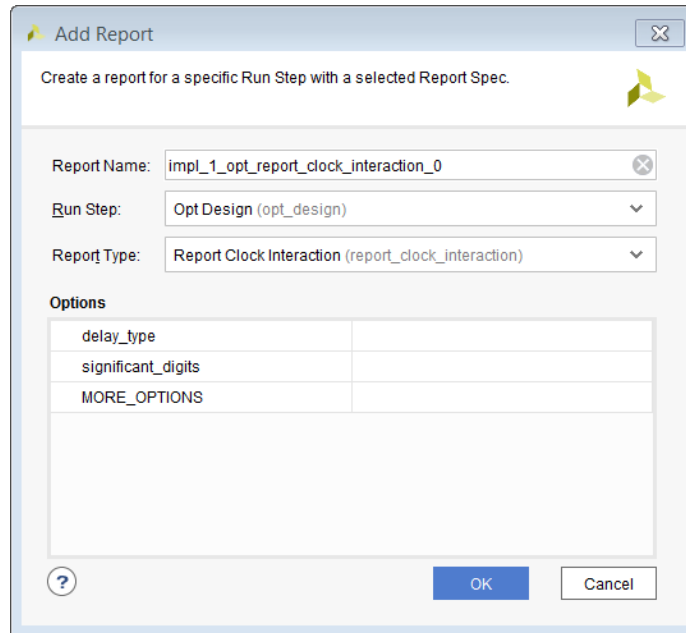 Add Report
Create a report for a specific Run Step with a selected Report Spec.
Report Name: impl_1_opt_report_clock_interaction_0
Run Step: Opt Design (opt_design)
Report Type: Report Clock Interaction (report_clock_interaction)
Options
delay_type
significant_digits
MORE_OPTIONS
? OK Cancel